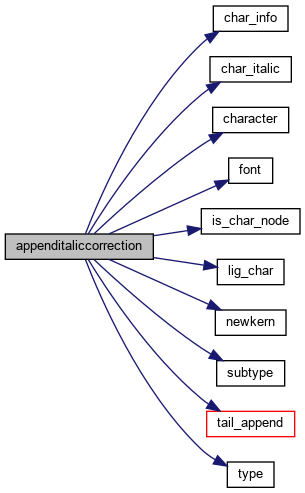 char_info
char_italic
character
font
is_char_node
appenditaliccorrection
lig_char
newkern
subtype
tail_append
type